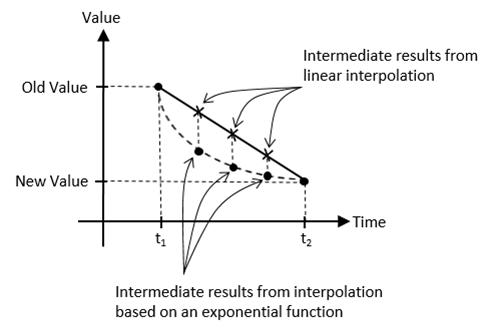 Value
Intermediate results from
linear interpolation
Old Value
New Value
Time
t₁
t₂
Intermediate results from interpolation
based on an exponential function